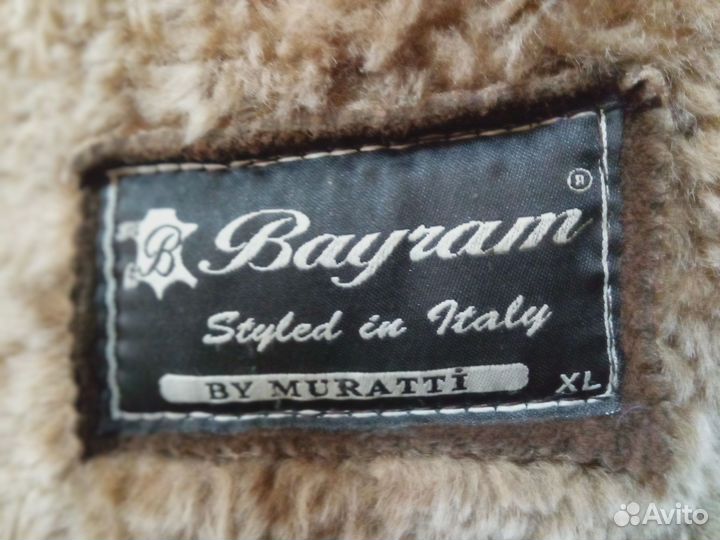 ®
B Bayram
Styled in Italy
BY MURATTİ XL
Avito